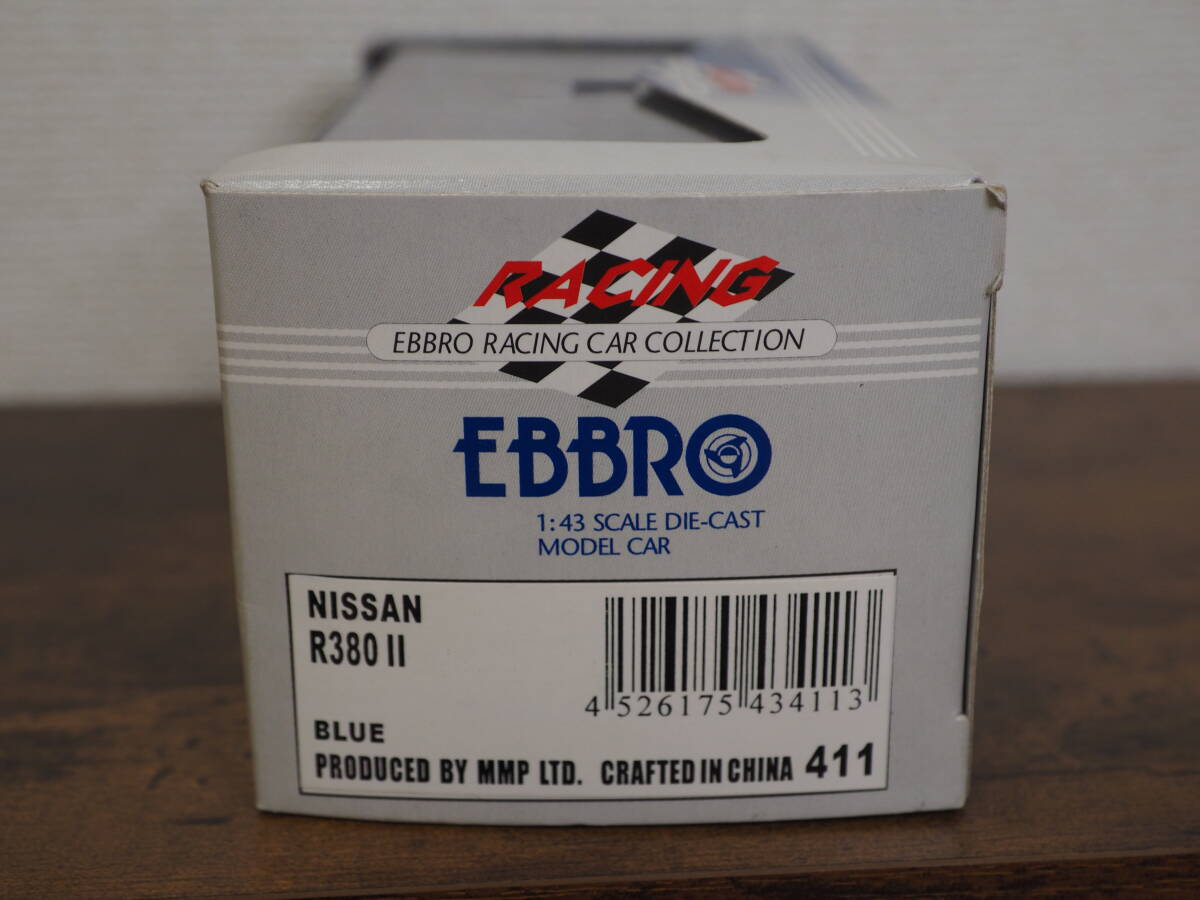 RACING
EBBRO RACING CAR COLLECTION
EBBRO
1:43 SCALE DIE-CAST
MODEL CAR
NISSAN
R380 II
4 526175 434113
BLUE
PRODUCED BY MMP LTD. CRAFTED IN CHINA 411